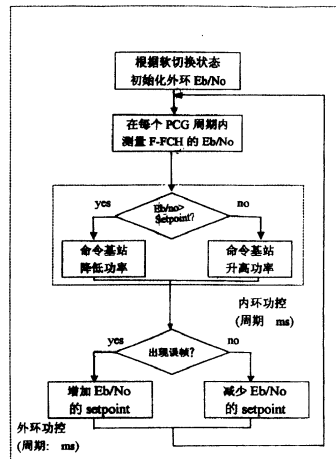 根据软切换状态
初始化外环 Eb/No
在每个 PCG 周期内
测量 F-FCH 的 Eb/No
yes
Eb/no>
Setpoint?
no
命令基站
降低功率
命令基站
升高功率
内环功控
(周期 ms)
yes
出现误帧?
no
增加 Eb/No
的 setpoint
减少 Eb/No
的 setpoint
外环功控
(周期: ms)